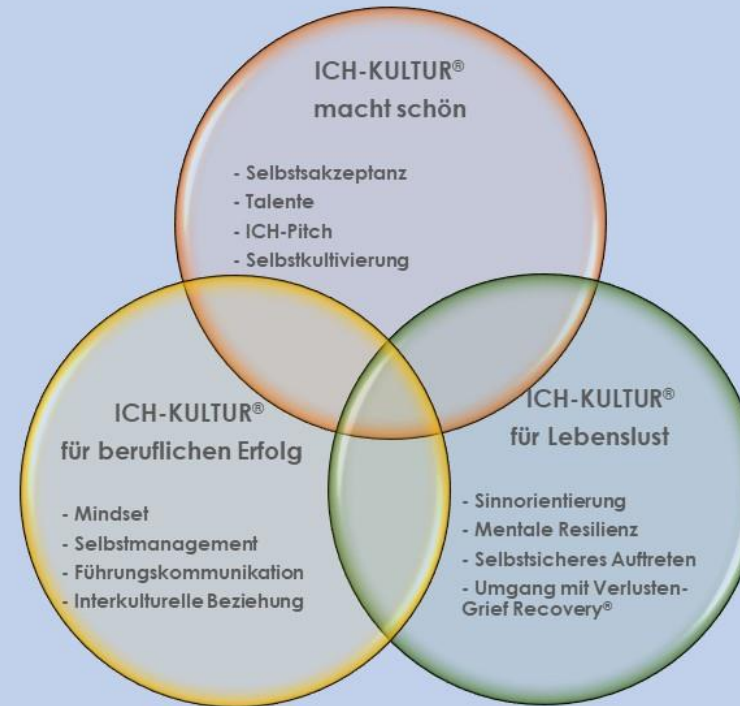 ICH-KULTUR®
macht schön
- Selbstsakzeptanz
- Talente
- ICH-Pitch
- Selbstkultivierung
ICH-KULTUR®
für beruflichen Erfolg
- Mindset
- Selbstmanagement
- Führungskommunikation
- Interkulturelle Beziehung
ICH-KULTUR®
für Lebenslust
- Sinnorientierung
- Mentale Resilienz
- Selbstsicheres Auftreten
- Umgang mit Verlusten-
Grief Recovery®